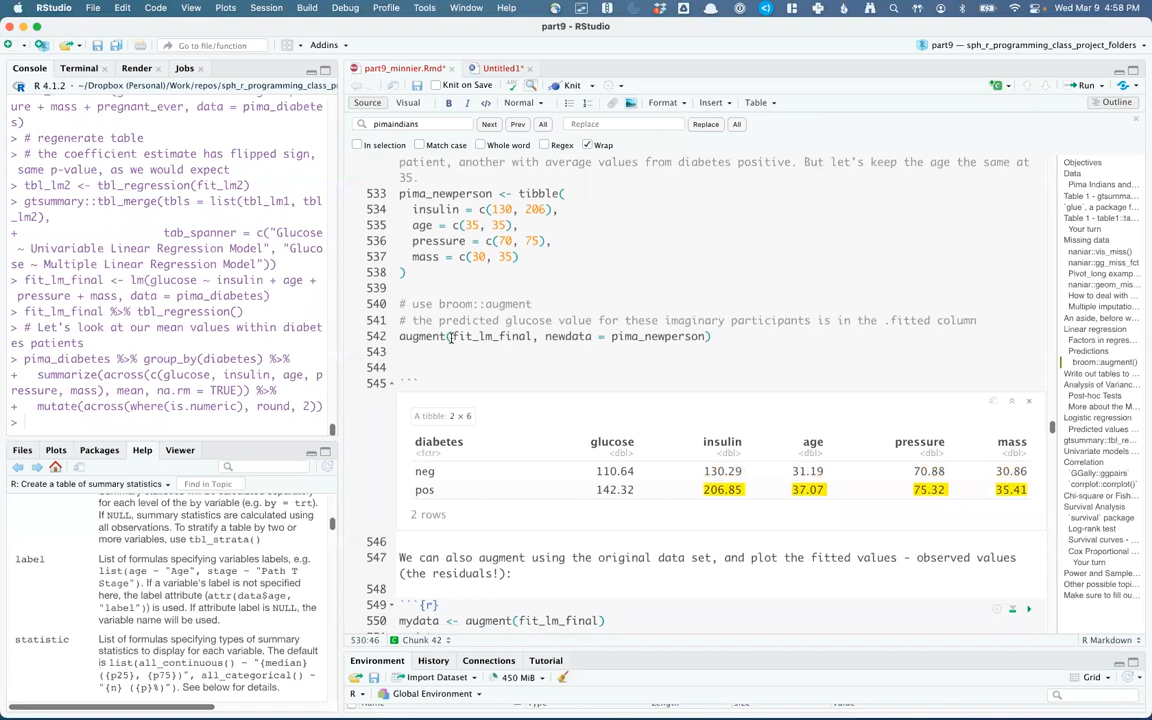 RStudio File Edit Code View Plots Session Build Debug Profile Tools Window Help Wed Mar 9 4:58 PM
part9 - RStudio
Go to file/function Addins part9 — sph_r_programming_class_project_folders
Console Terminal Render Jobs
R 4.1.2 · ~/Dropbox (Personal)/Work/repos/sph_r_programming_class_pr
ure + mass + pregnant_ever, data = pima_diabete
s)
> # regenerate table
> # the coefficient estimate has flipped sign,
same p-value, as we would expect
> tbl_lm2 <- tbl_regression(fit_lm2)
> gtsummary::tbl_merge(tbls = list(tbl_lm1, tbl
_lm2),
+ tab_spanner = c("Glucose
~ Univariable Linear Regression Model", "Gluco
se ~ Multiple Linear Regression Model"))
> fit_lm_final <- lm(glucose ~ insulin + age +
pressure + mass, data = pima_diabetes)
> fit_lm_final %>% tbl_regression()
> # Let's look at our mean values within diabet
es patients
> pima_diabetes %>% group_by(diabetes) %>%
+ summarize(across(c(glucose, insulin, age, p
ressure, mass), mean, na.rm = TRUE)) %>%
+ mutate(across(where(is.numeric), round, 2))
>
Files Plots Packages Help Viewer
R: Create a table of summary statistics Find in Topic
Summary statistics will be calculated separately
for each level of the by variable (e.g. by = trt).
If NULL, summary statistics are calculated using
all observations. To stratify a table by two or
more variables, use tbl_strata()
label List of formulas specifying variables labels, e.g.
list(age ~ "Age", stage ~ "Path T
Stage"). If a variable's label is not specified
here, the label attribute (attr(data$age,
"label")) is used. If attribute label is NULL, the
variable name will be used.
statistic List of formulas specifying types of summary
statistics to display for each variable. The default
is list(all_continuous() ~ "{median}
({p25}, {p75})", all_categorical() ~
"{n} ({p}%)"). See below for details.
part9_minnier.Rmd* Untitled1*
Knit on Save Knit Run
Source Visual B I </> Normal Format Insert Table Outline
pimaindians Next Prev All Replace Replace All
In selection Match case Whole word Regex Wrap
patient, another with average values from diabetes positive. But let's keep the age the same at
35.
533 pima_newperson <- tibble(
534 insulin = c(130, 206),
535 age = c(35, 35),
536 pressure = c(70, 75),
537 mass = c(30, 35)
538 )
539
540 # use broom::augment
541 # the predicted glucose value for these imaginary participants is in the .fitted column
542 augment(fit_lm_final, newdata = pima_newperson)
543
544
545 ```
A tibble: 2 × 6
diabetes glucose insulin age pressure mass
<fctr> <dbl> <dbl> <dbl> <dbl> <dbl>
neg 110.64 130.29 31.19 70.88 30.86
pos 142.32 206.85 37.07 75.32 35.41
2 rows
546
547 We can also augment using the original data set, and plot the fitted values - observed values
(the residuals!):
548
549 ```{r}
550 mydata <- augment(fit_lm_final)
530:46 Chunk 42 R Markdown
Objectives
Data
Pima Indians and
Table 1 - gtsumma...
`glue`, a package f
Table 1 - table1::ta...
Your turn
Missing data
naniar::vis_miss()
naniar::gg_miss_fct
Pivot_long examp...
naniar::geom_mis...
How to deal with ..
Multiple imputatio...
An aside, before w
Linear regression
Factors in regres...
Predictions
broom::augment()
Write out tables to ..
Analysis of Varianc...
Post-hoc Tests
More about the M...
Logistic regression
Predicted values ..
gtsummary::tbl_re...
Univariate models ..
Correlation
GGally::ggpairs`
`corrplot::corrplot()`
Chi-square or Fish...
Survival Analysis
`survival` package
Log-rank test
Survival curves - ..
Cox Proportional ..
Your turn
Power and Sample...
Other possible topi...
Make sure to fill ou...
Environment History Connections Tutorial
Import Dataset 450 MiB Grid
R Global Environment